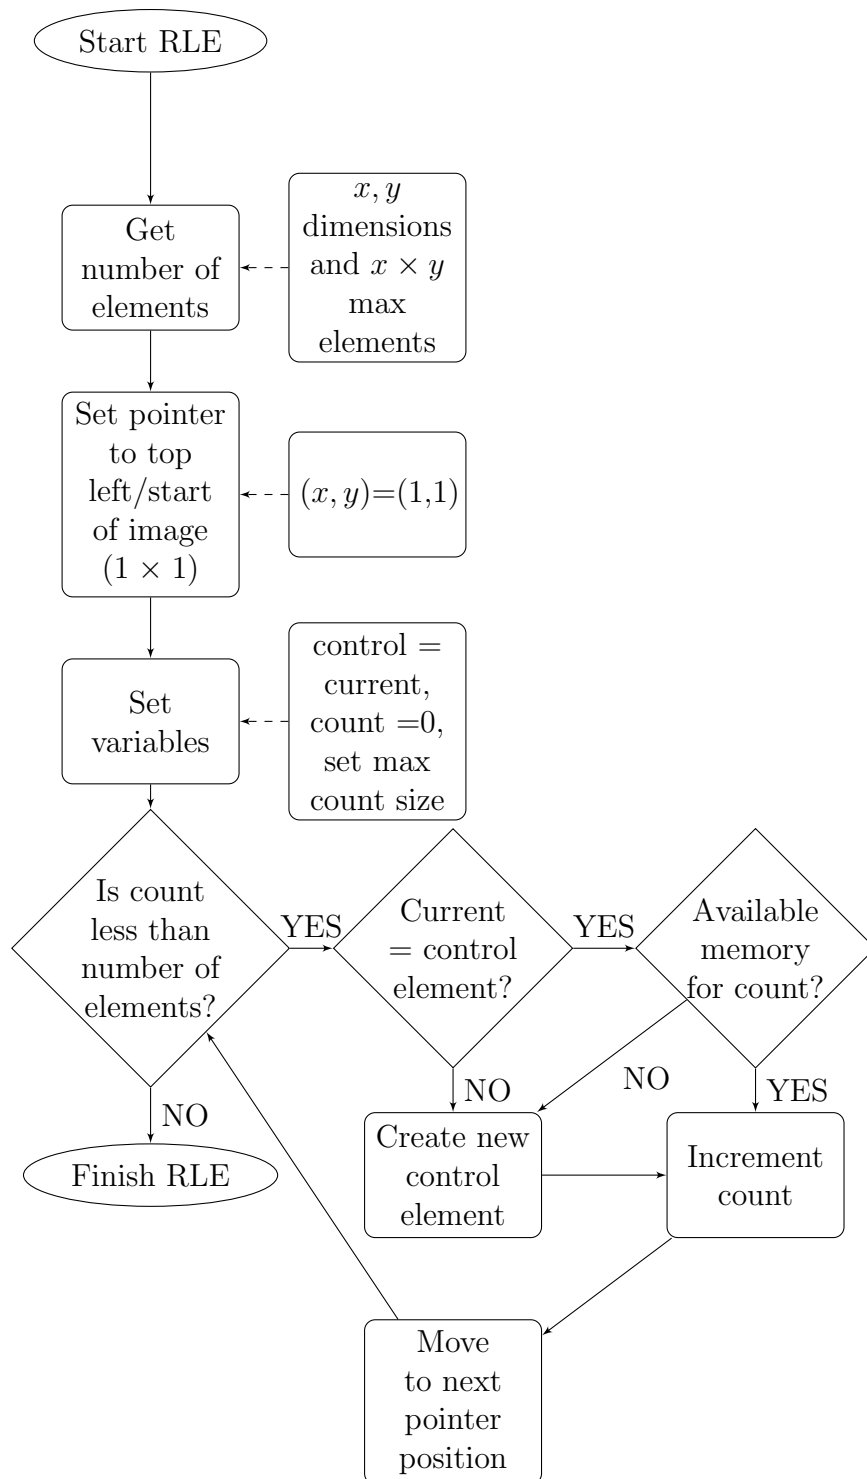 Start RLE
Get
number of
elements
x, y
dimensions
and x × y
max
elements
Set pointer
to top
left/start
of image
(1 × 1)
(x, y)=(1,1)
Set
variables
control =
current,
count =0,
set max
count size
Is count
less than
number of
elements?
YES
Current
= control
element?
YES
Available
memory
for count?
NO
NO
NO
YES
Finish RLE
Create new
control
element
Increment
count
Move
to next
pointer
position